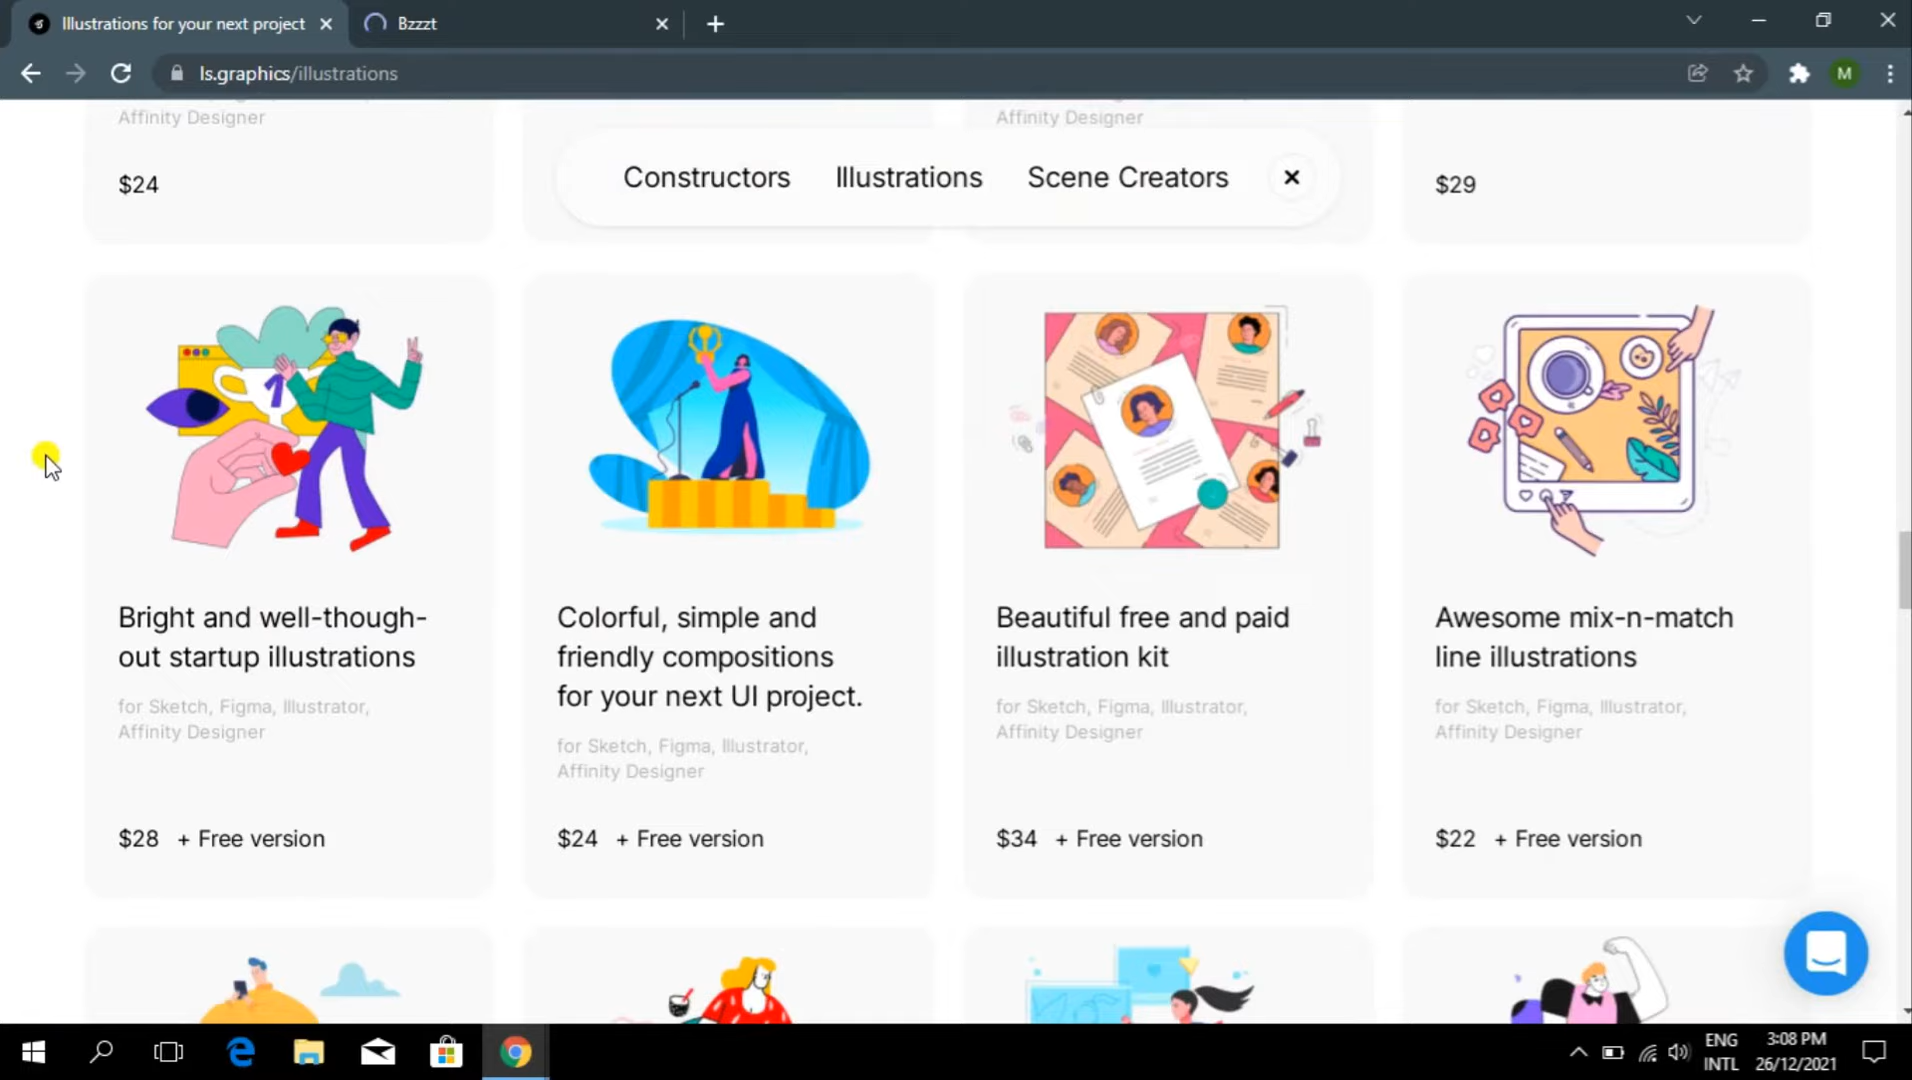 Illustrations for your next project
Bzzzt
ls.graphics/illustrations
M
Affinity Designer
Affinity Designer
Constructors
Illustrations
Scene Creators
$24
$29
Bright and well-though-
out startup illustrations
for Sketch, Figma, Illustrator,
Affinity Designer
$28 + Free version
Colorful, simple and
friendly compositions
for your next UI project.
for Sketch, Figma, Illustrator,
Affinity Designer
$24 + Free version
Beautiful free and paid
illustration kit
for Sketch, Figma, Illustrator,
Affinity Designer
$34 + Free version
Awesome mix-n-match
line illustrations
for Sketch, Figma, Illustrator,
Affinity Designer
$22 + Free version
ENG
INTL
3:08 PM
26/12/2021